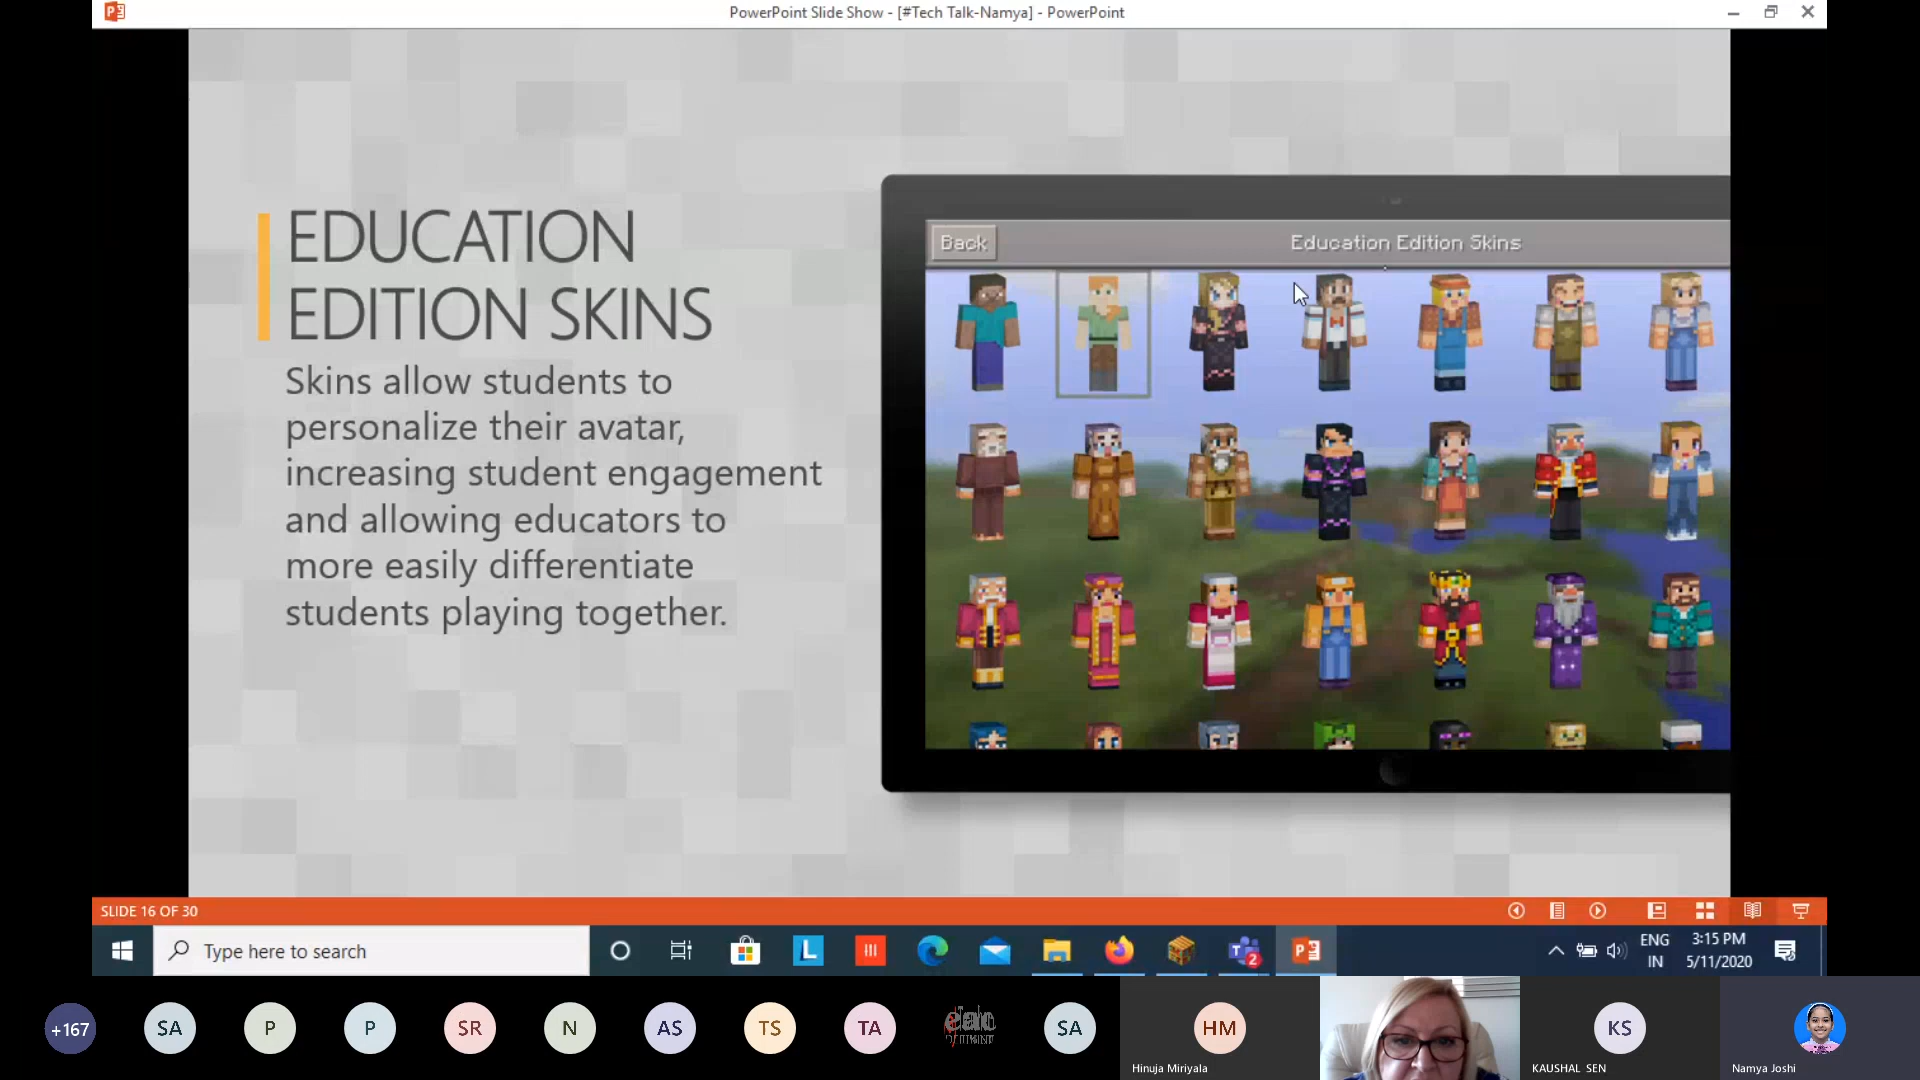 PowerPoint Slide Show - [#Tech Talk-Namya] - PowerPoint
EDUCATION
EDITION SKINS
Skins allow students to
personalize their avatar,
increasing student engagement
and allowing educators to
more easily differentiate
students playing together.
Back
Education Edition Skins
SLIDE 16 OF 30
Type here to search
L
2
ENG
IN
3:15 PM
5/11/2020
+167
SA
P
P
SR
N
AS
TS
TA
SA
HM
Hinuja Miriyala
KS
KAUSHAL SEN
Namya Joshi